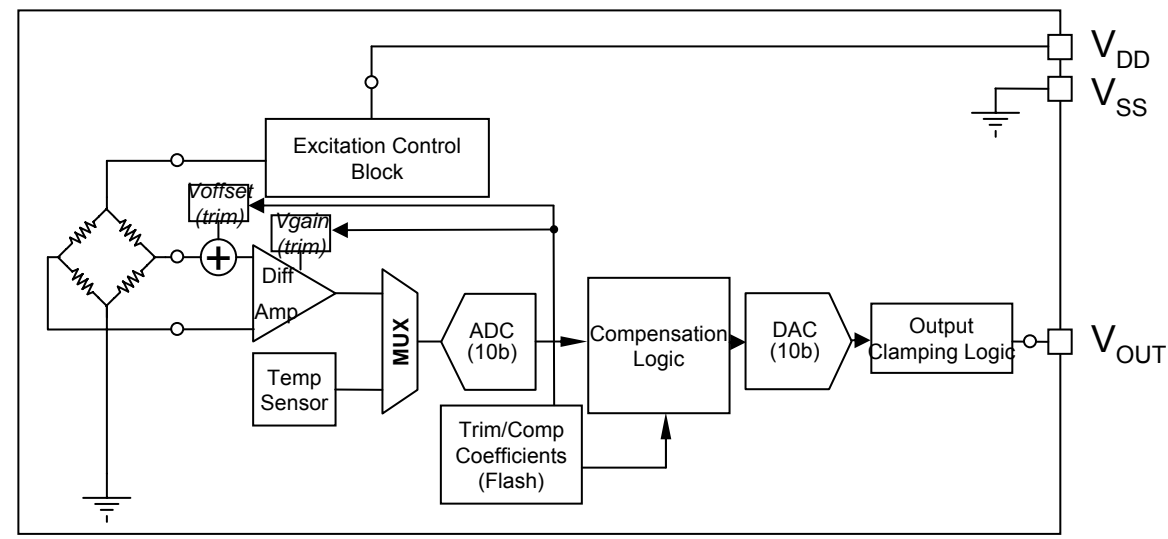 V_DD
V_SS
Excitation Control
Block
Voffset
(trim)
Vgain
(trim)
+
Diff
Amp
MUX
ADC
(10b)
Compensation
Logic
DAC
(10b)
Output
Clamping Logic
V_OUT
Temp
Sensor
Trim/Comp
Coefficients
(Flash)